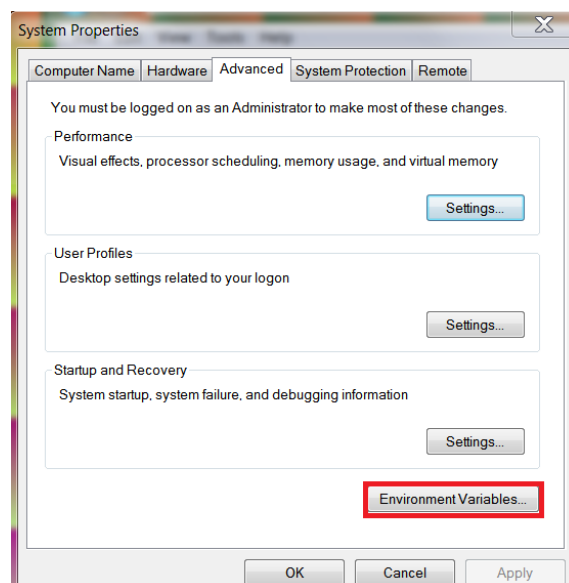 System Properties
View Tools Help
Computer Name Hardware Advanced System Protection Remote
You must be logged on as an Administrator to make most of these changes.
Performance
Visual effects, processor scheduling, memory usage, and virtual memory
Settings...
User Profiles
Desktop settings related to your logon
Settings...
Startup and Recovery
System startup, system failure, and debugging information
Settings...
Environment Variables...
OK Cancel Apply